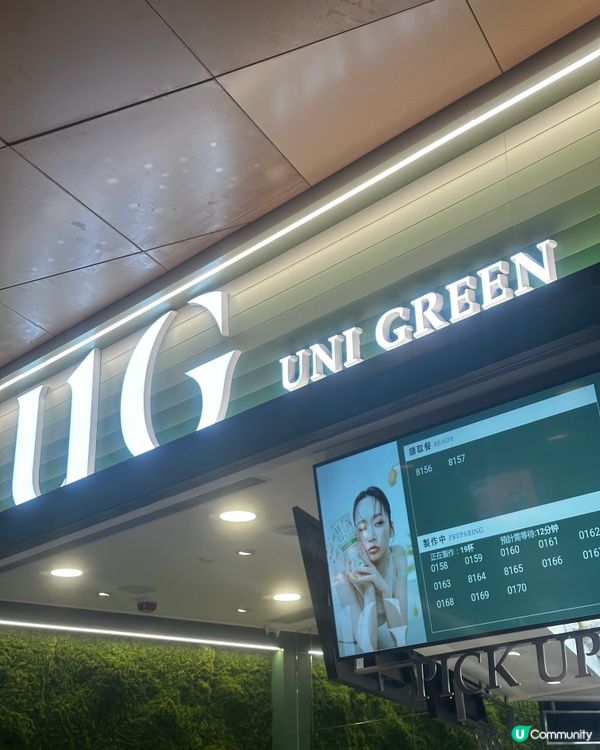 UG
UNI GREEN
請取餐 READY
8156 8157
製作中 PREPARING
正在製作：19杯 預計需等待:12分钟
0158 0159 0160 0161 0162
0163 8164 8165 0166
0168 0169 0170
PICK UP
U Community